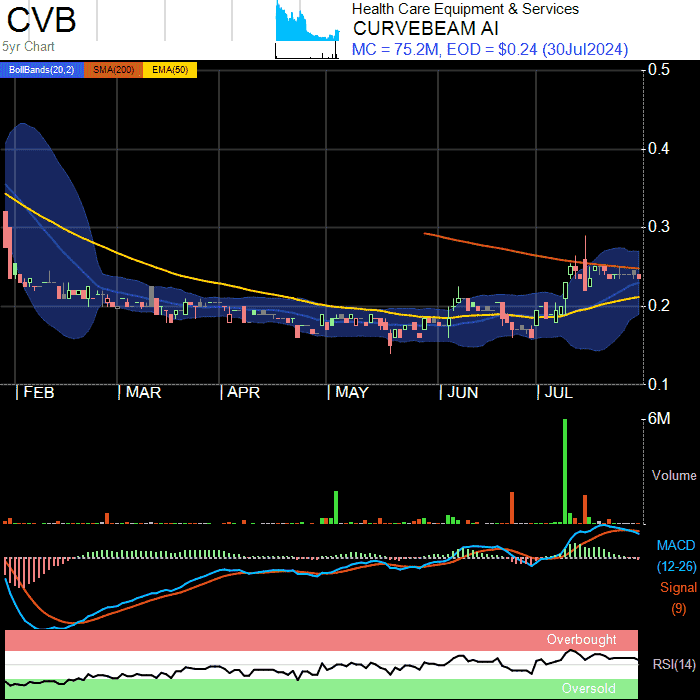 CVB
5yr Chart
Health Care Equipment & Services
CURVEBEAM AI
MC = 75.2M, EOD = $0.24 (30Jul2024)
BollBands(20,2) SMA(200) EMA(50)
0.5
0.4
0.3
0.2
0.1
FEB MAR APR MAY JUN JUL
6M
Volume
MACD
(12-26)
Signal
(9)
Overbought
RSI(14)
Oversold